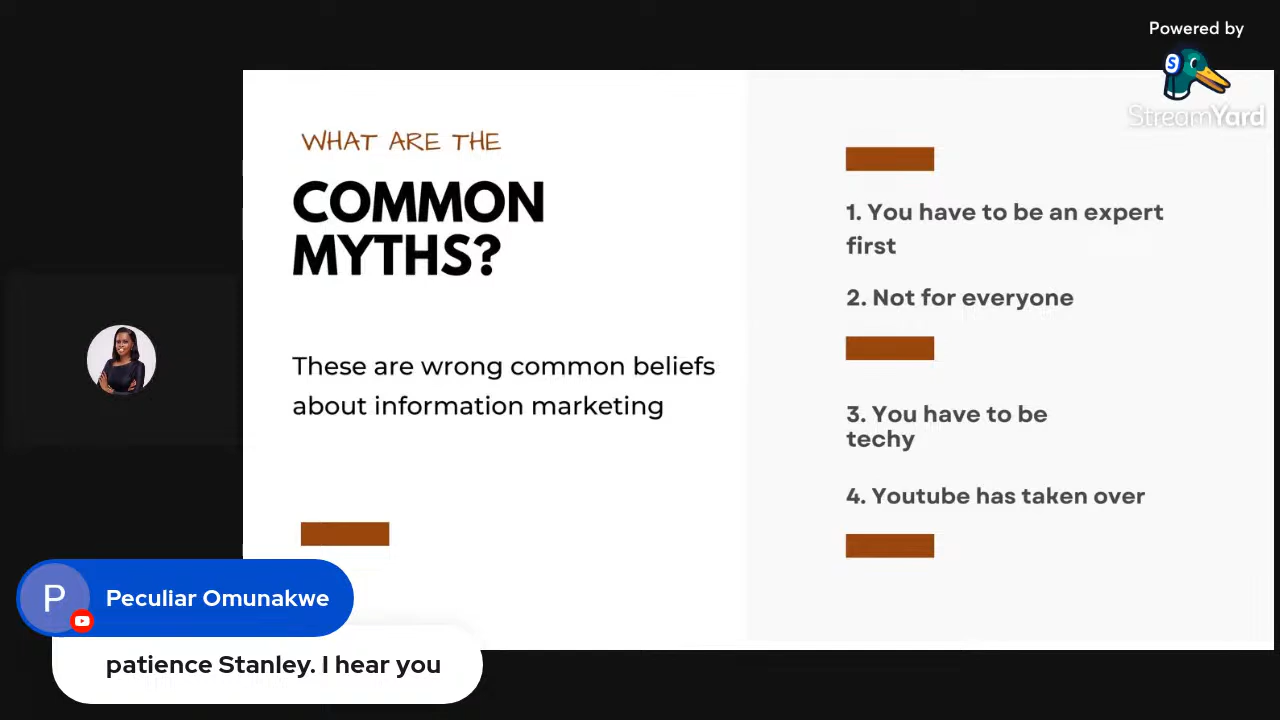 Powered by
StreamYard
WHAT ARE THE
COMMON
MYTHS?
These are wrong common beliefs
about information marketing
1. You have to be an expert
first
2. Not for everyone
3. You have to be
techy
4. Youtube has taken over
P
Peculiar Omunakwe
patience Stanley. I hear you